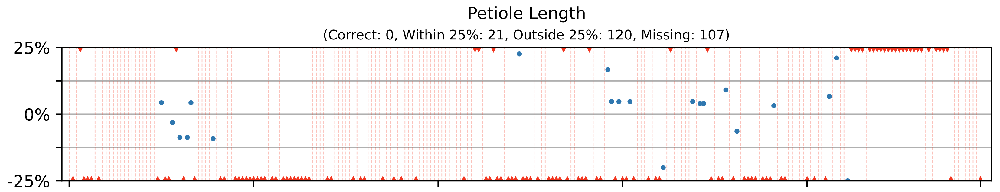 Petiole Length
(Correct: 0, Within 25%: 21, Outside 25%: 120, Missing: 107)
25%
0%
-25%